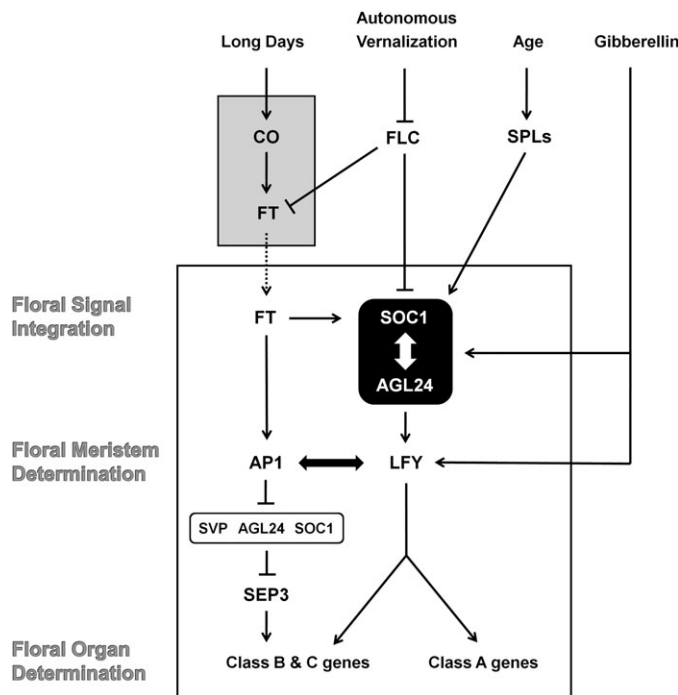 Autonomous
Long Days Vernalization Age Gibberellin
CO FLC SPLs
FT
Floral Signal
Integration
FT SOC1
AGL24
Floral Meristem
Determination
AP1 LFY
SVP AGL24 SOC1
SEP3
Floral Organ
Determination
Class B & C genes Class A genes